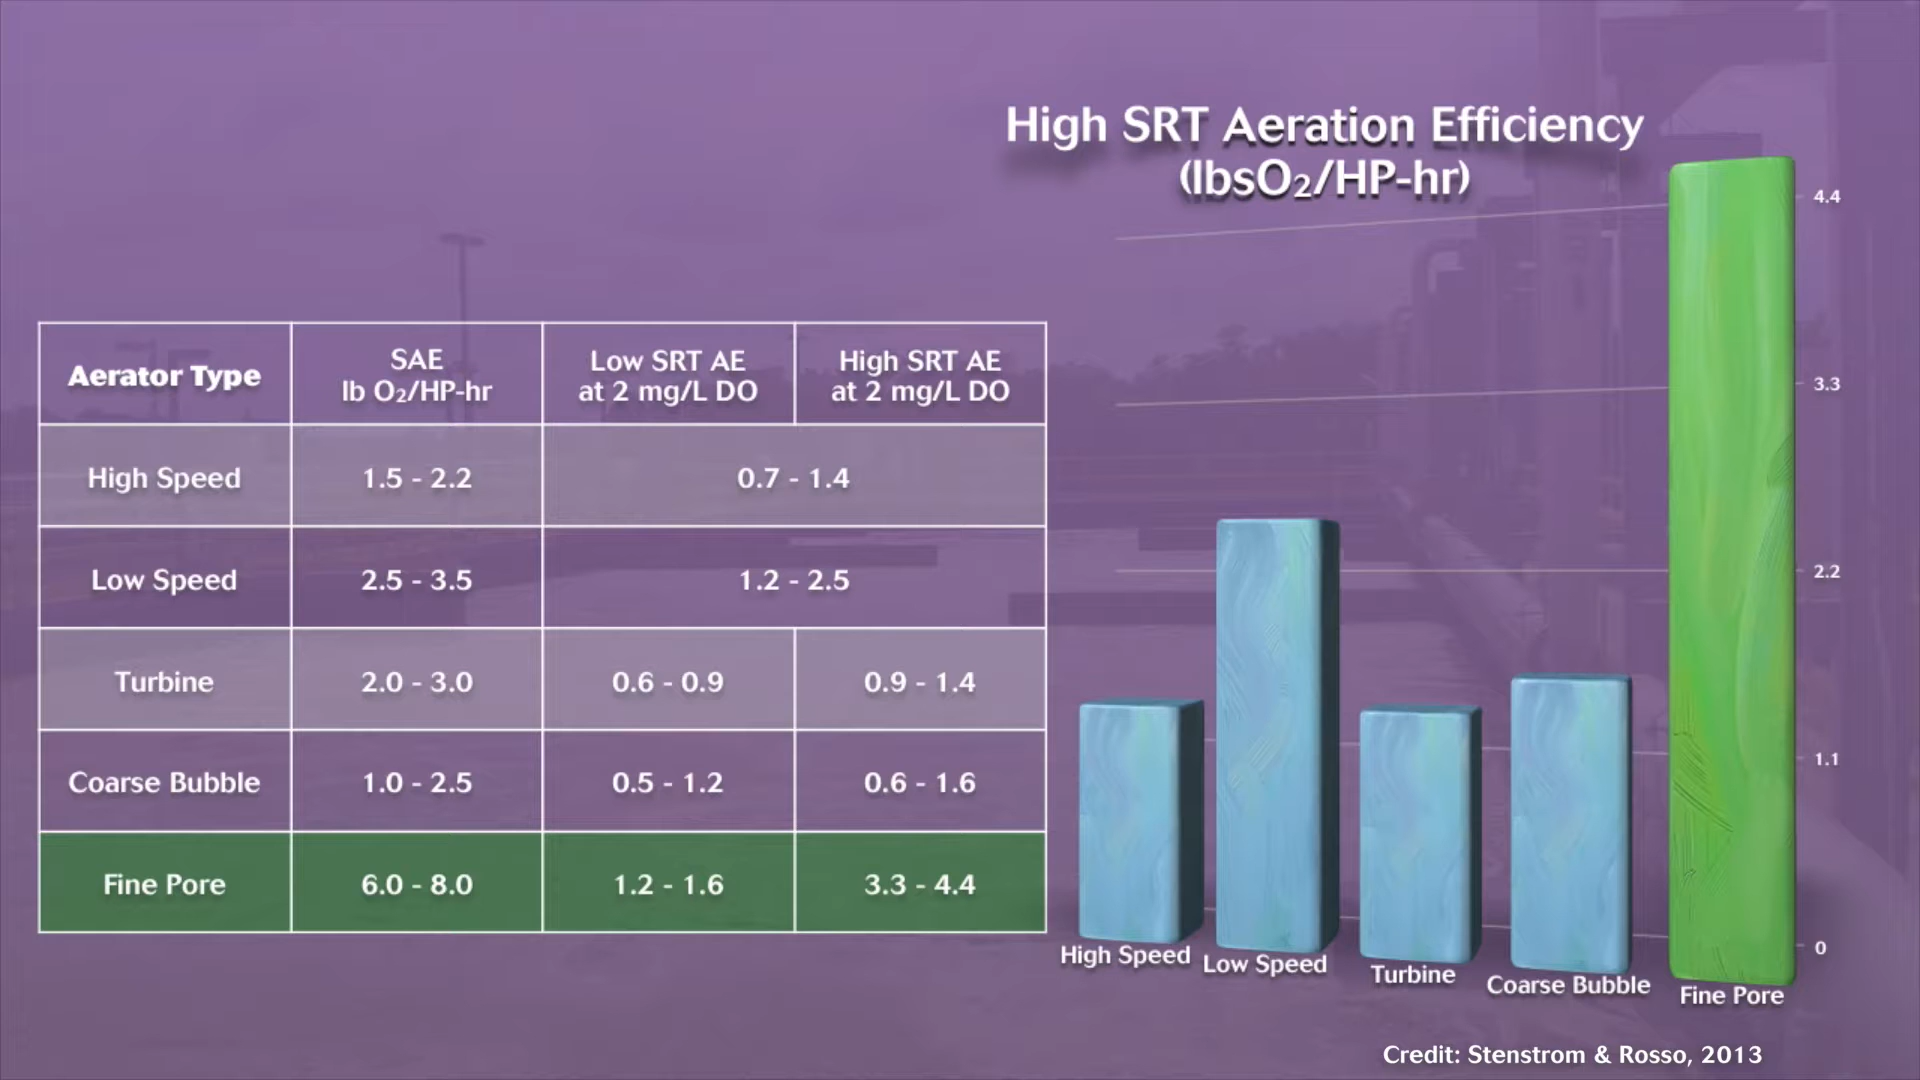 High SRT Aeration Efficiency
(lbsO₂/HP-hr)
Aerator Type
SAE
lb O₂/HP-hr
Low SRT AE
at 2 mg/L DO
High SRT AE
at 2 mg/L DO
High Speed
1.5 - 2.2
0.7 - 1.4
Low Speed
2.5 - 3.5
1.2 - 2.5
Turbine
2.0 - 3.0
0.6 - 0.9
0.9 - 1.4
Coarse Bubble
1.0 - 2.5
0.5 - 1.2
0.6 - 1.6
Fine Pore
6.0 - 8.0
1.2 - 1.6
3.3 - 4.4
4.4
3.3
2.2
1.1
0
High Speed
Low Speed
Turbine
Coarse Bubble
Fine Pore
Credit: Stenstrom & Rosso, 2013